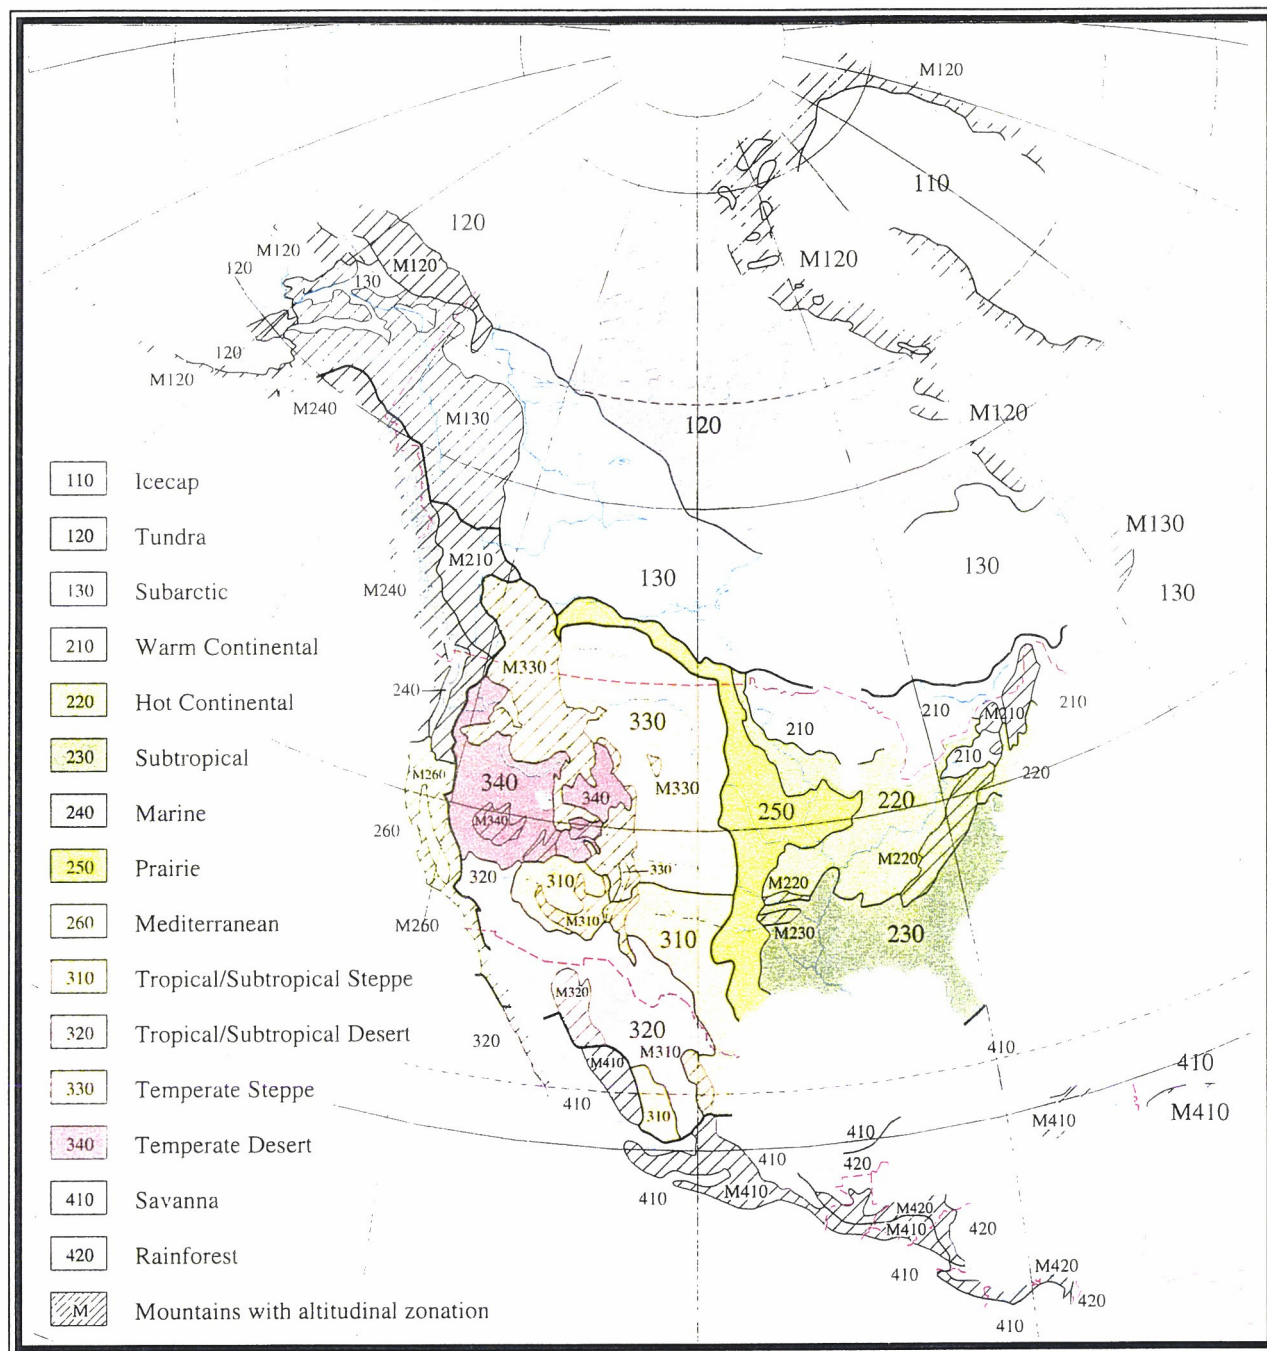 M120
110
120
M120
M120
120
M120
130
M120
120
M120
M240
M130
120
M120
M130
130
130
130
M210
M240
M330
240
330
210
210
M210
210
210
220
M260
340
340
M330
250
220
M340
260
M220
320
310
330
M220
M260
M310
310
M230
230
M320
320
320
M310
410
410
M410
410
310
M410
M410
410
410
420
410
M410
M420
M410
420
410
M420
420
410
110 Icecap
120 Tundra
130 Subarctic
210 Warm Continental
220 Hot Continental
230 Subtropical
240 Marine
250 Prairie
260 Mediterranean
310 Tropical/Subtropical Steppe
320 Tropical/Subtropical Desert
330 Temperate Steppe
340 Temperate Desert
410 Savanna
420 Rainforest
M Mountains with altitudinal zonation